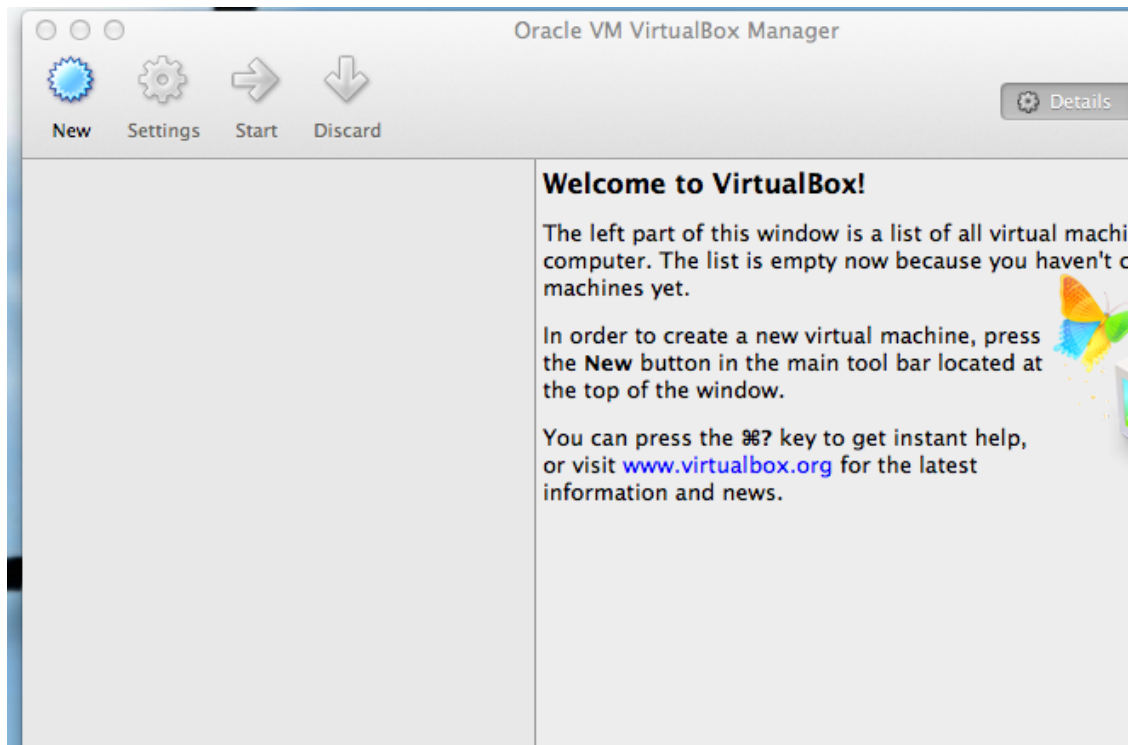 Oracle VM VirtualBox Manager
New Settings Start Discard
Details
Welcome to VirtualBox!
The left part of this window is a list of all virtual machi
computer. The list is empty now because you haven't c
machines yet.
In order to create a new virtual machine, press
the New button in the main tool bar located at
the top of the window.
You can press the ⌘? key to get instant help,
or visit www.virtualbox.org for the latest
information and news.